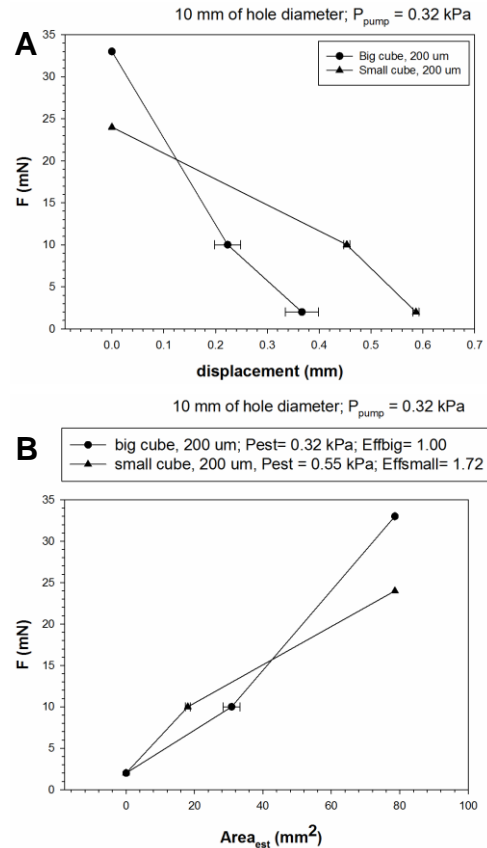 10 mm of hole diameter; Ppump = 0.32 kPa
A
Big cube, 200 um
Small cube, 200 um
35
30
25
20
15
10
5
0
F (mN)
0.0 0.1 0.2 0.3 0.4 0.5 0.6 0.7
displacement (mm)
10 mm of hole diameter; Ppump = 0.32 kPa
B
big cube, 200 um; Pest= 0.32 kPa; Effbig= 1.00
small cube, 200 um, Pest = 0.55 kPa; Effsmall= 1.72
35
30
25
20
15
10
5
0
F (mN)
0 20 40 60 80 100
Areaest (mm²)